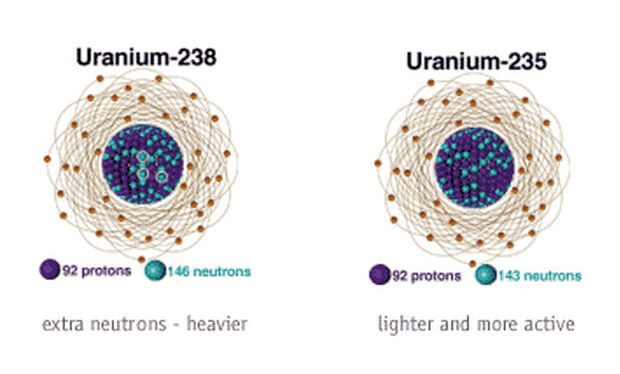 Uranium-238
92 protons 146 neutrons
extra neutrons - heavier
Uranium-235
92 protons 143 neutrons
lighter and more active